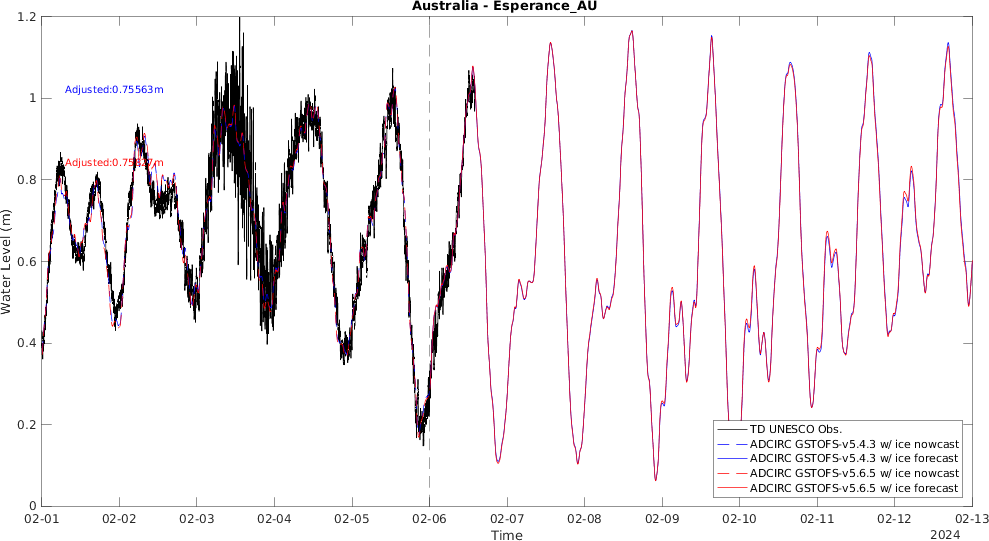 Australia - Esperance_AU
1.2
1
0.8
0.6
0.4
0.2
0
Water Level (m)
Adjusted:0.75563m
TD UNESCO Obs.
ADCIRC GSTOFS-v5.4.3 w/ ice nowcast
ADCIRC GSTOFS-v5.4.3 w/ ice forecast
ADCIRC GSTOFS-v5.6.5 w/ ice nowcast
ADCIRC GSTOFS-v5.6.5 w/ ice forecast
02-01 02-02 02-03 02-04 02-05 02-06 02-07 02-08 02-09 02-10 02-11 02-12 02-13
Time
2024